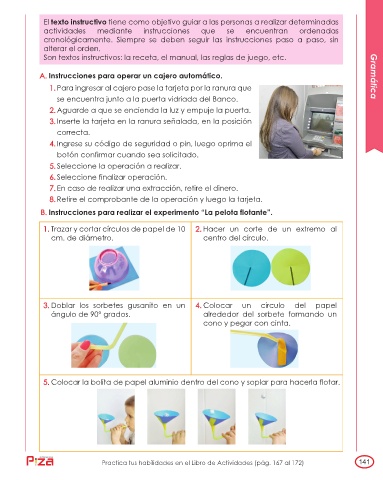 El texto instructivo tiene como objetivo guiar a las personas a realizar determinadas
actividades mediante instrucciones que se encuentran ordenadas
cronológicamente. Siempre se deben seguir las instrucciones paso a paso, sin
alterar el orden.
Son textos instructivos: la receta, el manual, las reglas de juego, etc.
Gramática
A. Instrucciones para operar un cajero automático.
1. Para ingresar al cajero pase la tarjeta por la ranura que
se encuentra junto a la puerta vidriada del Banco.
2. Aguarde a que se encienda la luz y empuje la puerta.
3. Inserte la tarjeta en la ranura señalada, en la posición
correcta.
4. Ingrese su código de seguridad o pin, luego oprima el
botón confirmar cuando sea solicitado.
5. Seleccione la operación a realizar.
6. Seleccione finalizar operación.
7. En caso de realizar una extracción, retire el dinero.
8. Retire el comprobante de la operación y luego la tarjeta.
B. Instrucciones para realizar el experimento "La pelota flotante".
1. Trazar y cortar círculos de papel de 10
cm. de diámetro.
2. Hacer un corte de un extremo al
centro del círculo.
3. Doblar los sorbetes gusanito en un
ángulo de 90° grados.
4. Colocar un círculo del papel
alrededor del sorbete formando un
cono y pegar con cinta.
5. Colocar la bolita de papel aluminio dentro del cono y soplar para hacerla flotar.
Practica tus habilidades en el Libro de Actividades (pág. 167 al 172)
141